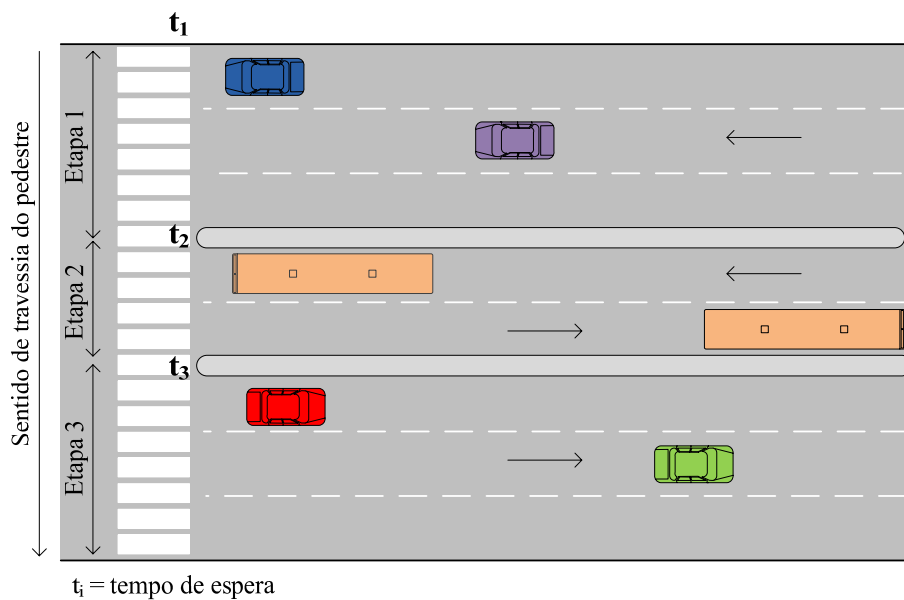 t₁
Sentido de travessia do pedestre
Etapa 1
t₂
Etapa 2
t₃
Etapa 3
tᵢ = tempo de espera